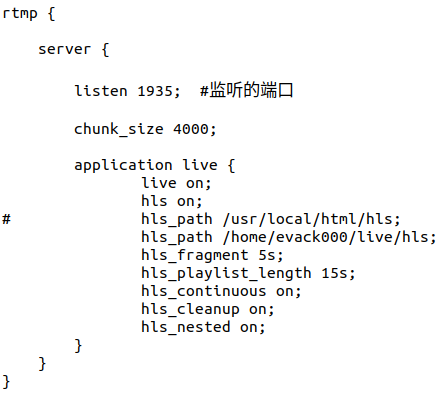 rtmp {
server {
listen 1935;  #监听的端口
chunk_size 4000;
application live {
live on;
hls on;
#               hls_path /usr/local/html/hls;
hls_path /home/evack000/live/hls;
hls_fragment 5s;
hls_playlist_length 15s;
hls_continuous on;
hls_cleanup on;
hls_nested on;
}
}
}